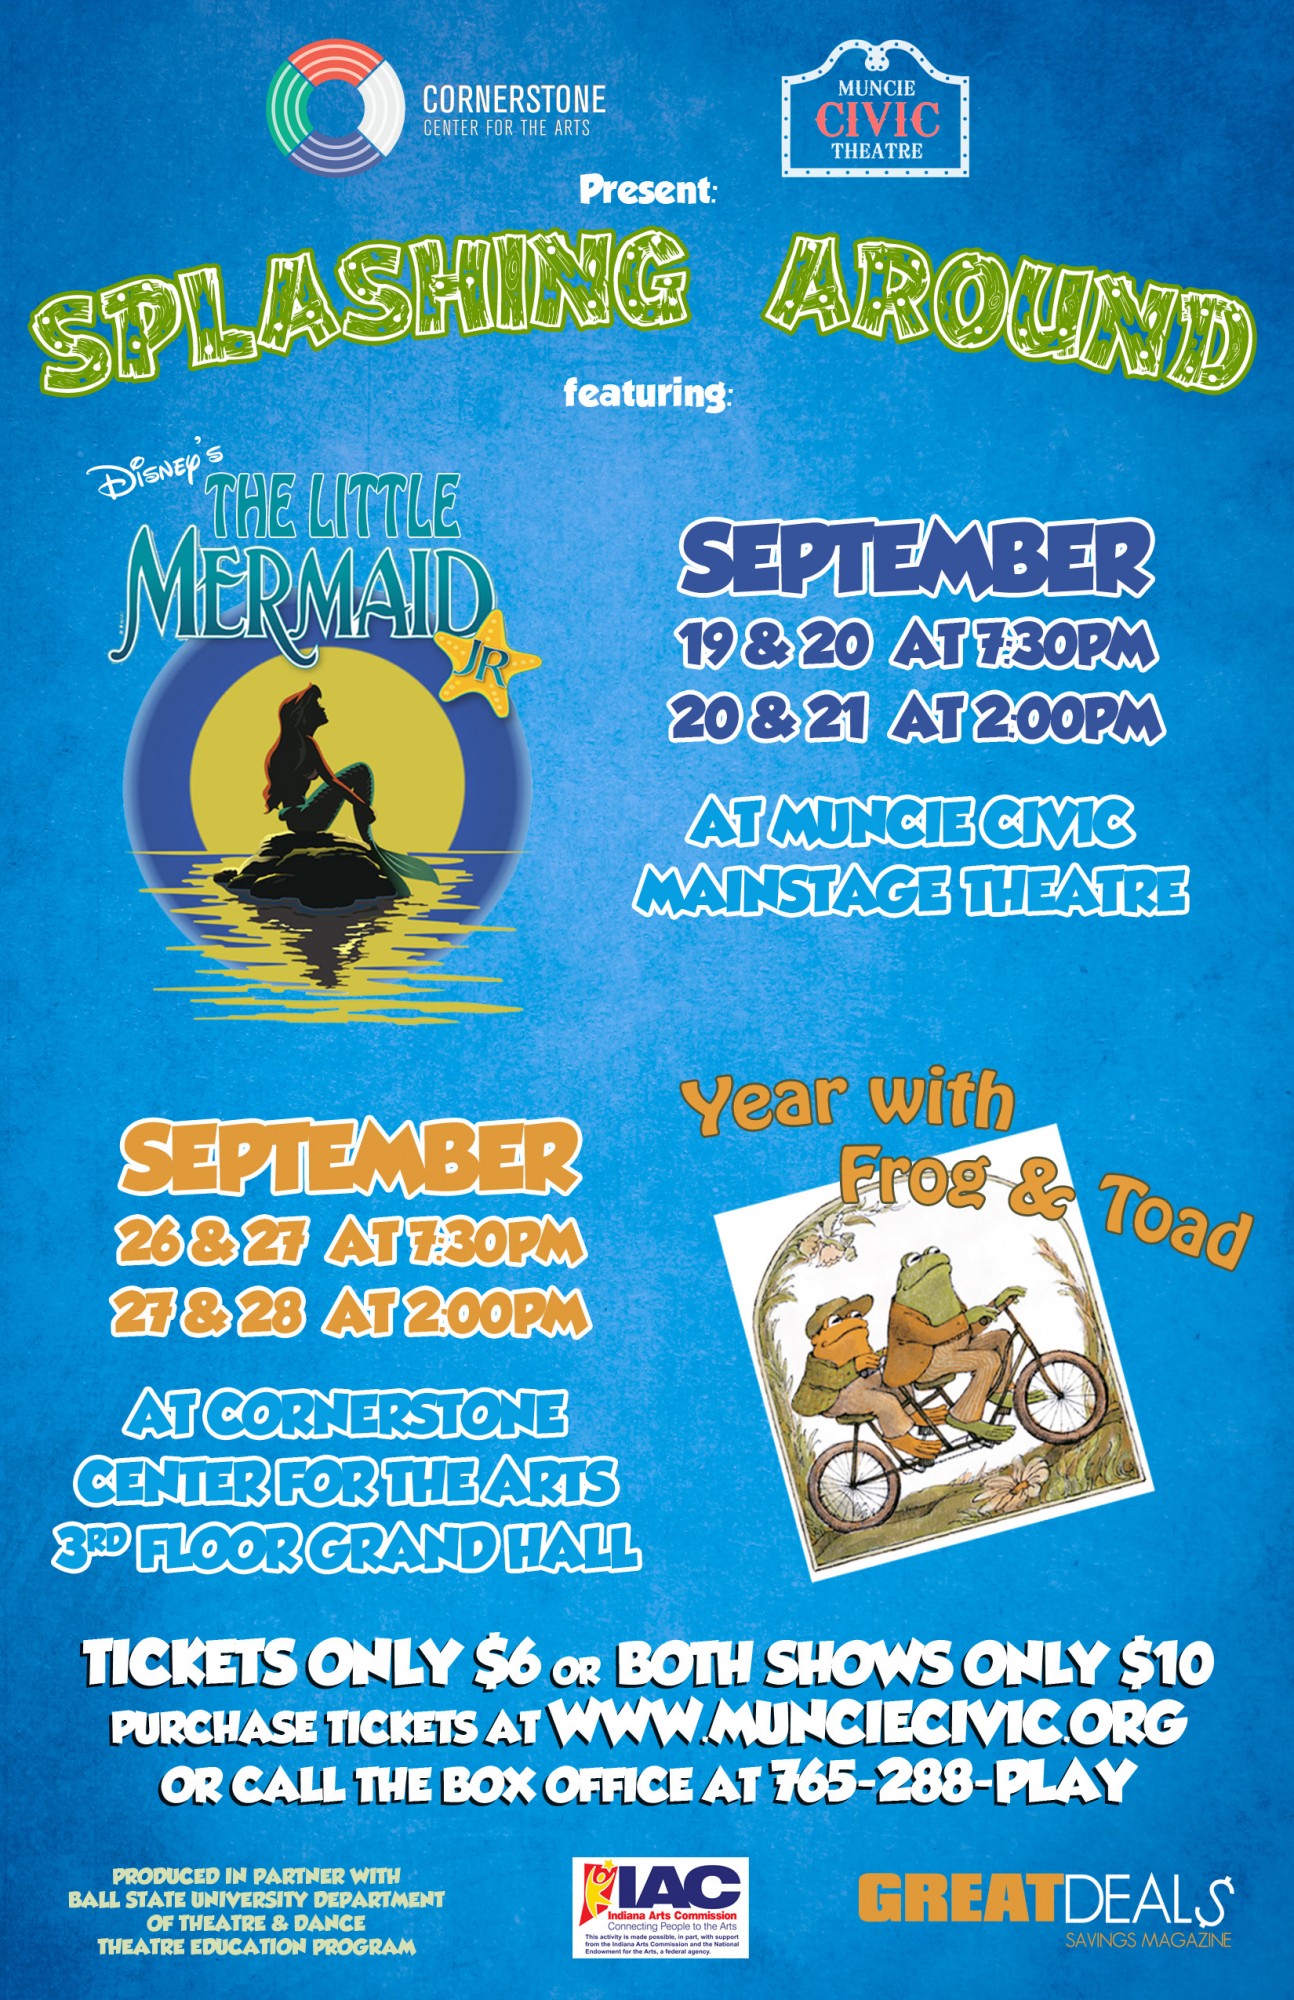 CORNERSTONE
CENTER FOR THE ARTS
MUNCIE
CIVIC
THEATRE
Present:
SPLASHING AROUND
featuring:
DISNEY'S
THE LITTLE
MERMAID
JR
SEPTEMBER
19 & 20 AT 7:30PM
20 & 21 AT 2:00PM
AT MUNCIE CIVIC
MAINSTAGE THEATRE
Year with
Frog & Toad
SEPTEMBER
26 & 27 AT 7:30PM
27 & 28 AT 2:00PM
AT CORNERSTONE
CENTER FOR THE ARTS
3RD FLOOR GRAND HALL
TICKETS ONLY $6 OR BOTH SHOWS ONLY $10
PURCHASE TICKETS AT WWW.MUNCIECIVIC.ORG
OR CALL THE BOX OFFICE AT 765-288-PLAY
PRODUCED IN PARTNER WITH
BALL STATE UNIVERSITY DEPARTMENT
OF THEATRE & DANCE
THEATRE EDUCATION PROGRAM
IAC
Indiana Arts Commission
Connecting People to the Arts
This activity is made possible, in part, with support
from the Indiana Arts Commission and the National
Endowment for the Arts, a federal agency.
GREATDEALS
SAVINGS MAGAZINE